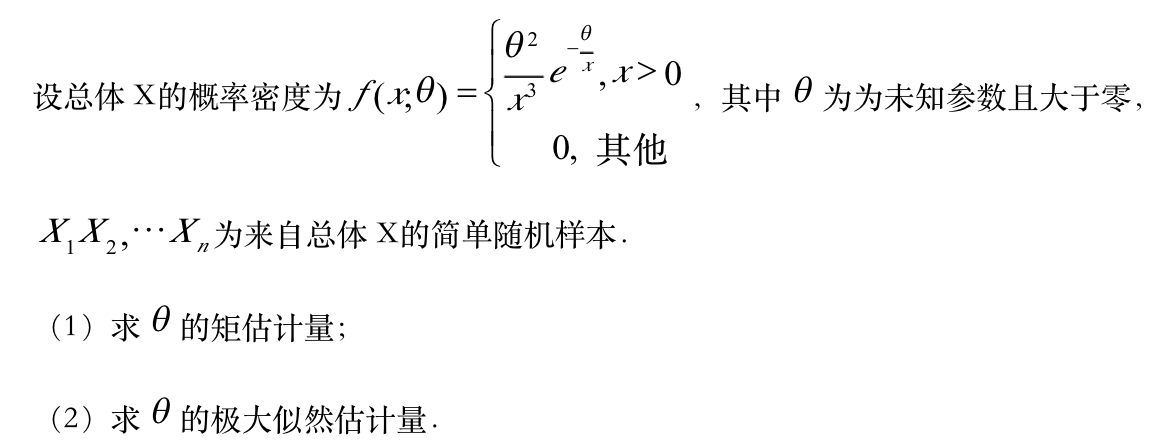 设总体 X的概率密度为 f(x;θ) = { θ²/x³ e^(-θ/x), x > 0 ; 0, 其他 , 其中 θ 为为未知参数且大于零,
X₁X₂,⋯Xₙ为来自总体 X的简单随机样本.
（1）求 θ 的矩估计量;
（2）求 θ 的极大似然估计量.